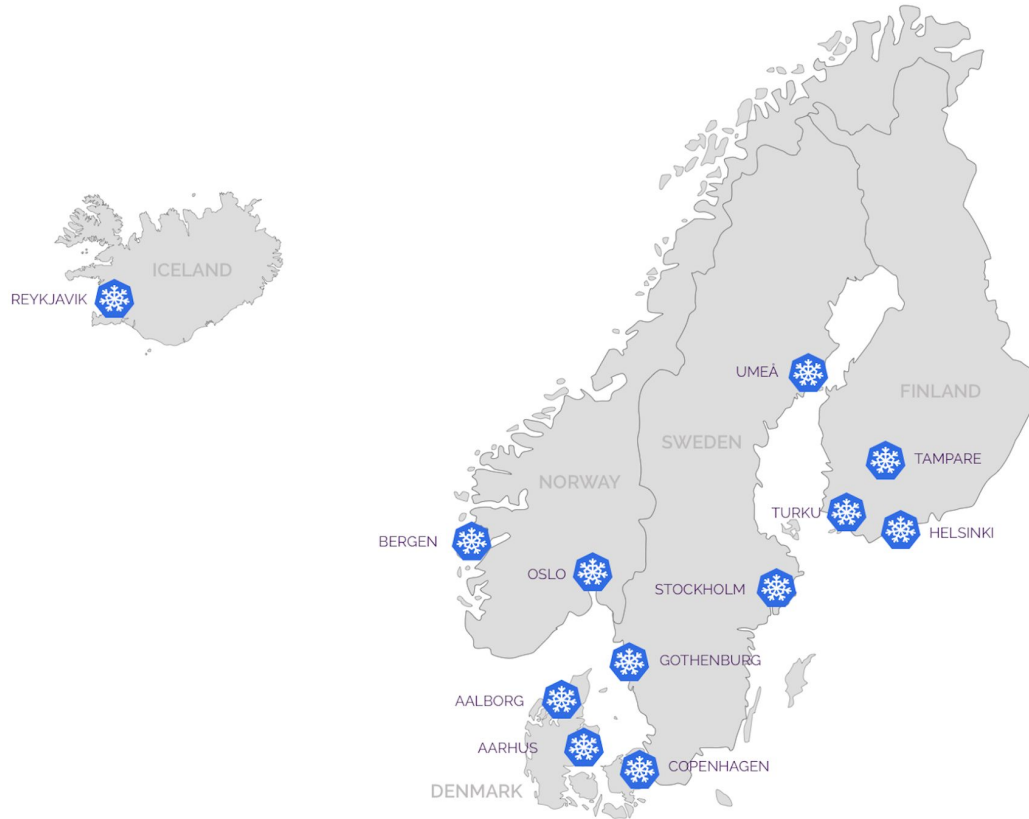 ICELAND
REYKJAVIK
UMEÅ
FINLAND
SWEDEN
TAMPARE
NORWAY
TURKU
HELSINKI
BERGEN
OSLO
STOCKHOLM
GOTHENBURG
AALBORG
AARHUS
COPENHAGEN
DENMARK